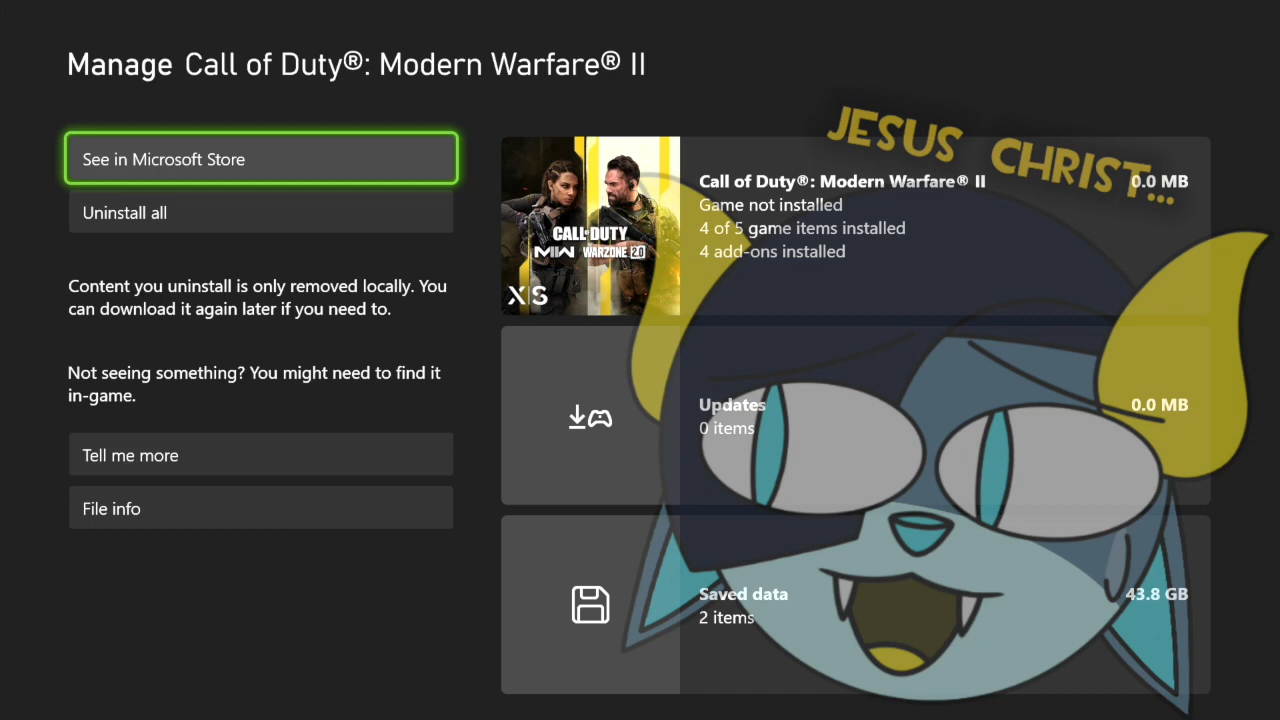 Manage Call of Duty®: Modern Warfare® II
See in Microsoft Store
Uninstall all
Content you uninstall is only removed locally. You
can download it again later if you need to.
Not seeing something? You might need to find it
in-game.
Tell me more
File info
JESUS CHRIST...
CALL OF DUTY
MWII WARZONE 2.0
X|S
Call of Duty®: Modern Warfare® II 0.0 MB
Game not installed
4 of 5 game items installed
4 add-ons installed
Updates 0.0 MB
0 items
Saved data 43.8 GB
2 items